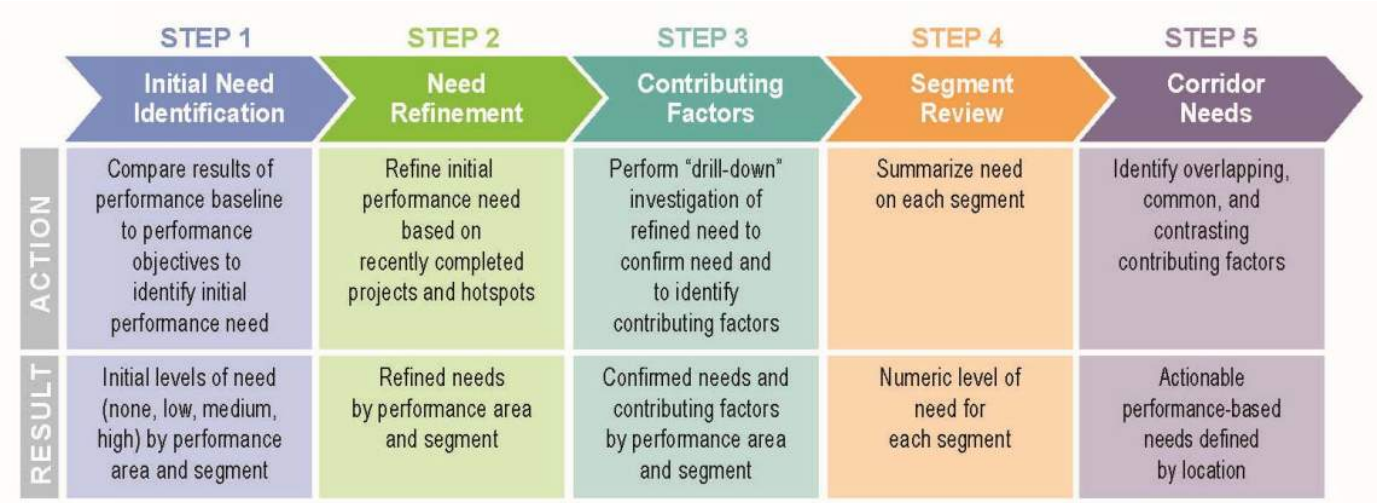 STEP 1
STEP 2
STEP 3
STEP 4
STEP 5
Initial Need
Identification
Need
Refinement
Contributing
Factors
Segment
Review
Corridor
Needs
ACTION
Compare results of
performance baseline
to performance
objectives to
identify initial
performance need
Refine initial
performance need
based on
recently completed
projects and hotspots
Perform “drill-down”
investigation of
refined need to
confirm need and
to identify
contributing factors
Summarize need
on each segment
Identify overlapping,
common, and
contrasting
contributing factors
RESULT
Initial levels of need
(none, low, medium,
high) by performance
area and segment
Refined needs
by performance area
and segment
Confirmed needs and
contributing factors
by performance area
and segment
Numeric level of
need for
each segment
Actionable
performance-based
needs defined
by location